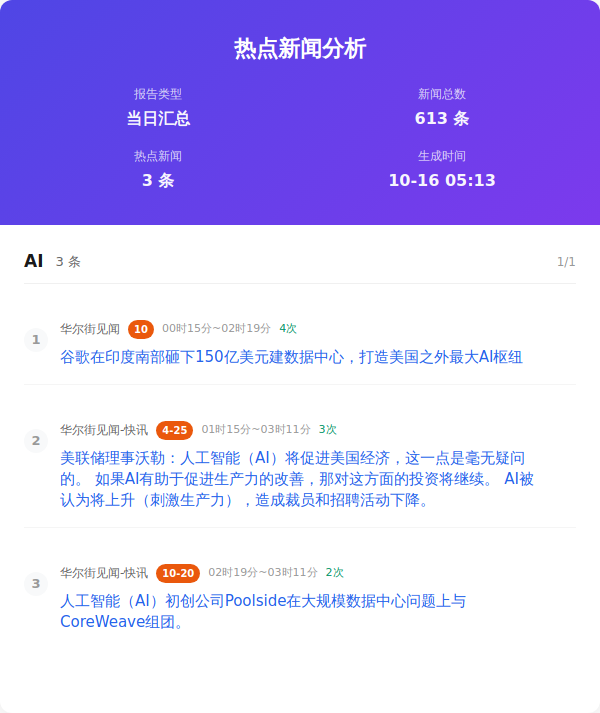 热点新闻分析
报告类型
新闻总数
当日汇总
613 条
热点新闻
生成时间
3 条
10-16 05:13
AI 3 条 1/1
1
华尔街见闻 10 00时15分~02时19分 4次
谷歌在印度南部砸下150亿美元建数据中心，打造美国之外最大AI枢纽
2
华尔街见闻-快讯 4-25 01时15分~03时11分 3次
美联储理事沃勒：人工智能（AI）将促进美国经济，这一点是毫无疑问
的。 如果AI有助于促进生产力的改善，那对这方面的投资将继续。 AI被
认为将上升（刺激生产力），造成裁员和招聘活动下降。
3
华尔街见闻-快讯 10-20 02时19分~03时11分 2次
人工智能（AI）初创公司Poolside在大规模数据中心问题上与
CoreWeave组团。